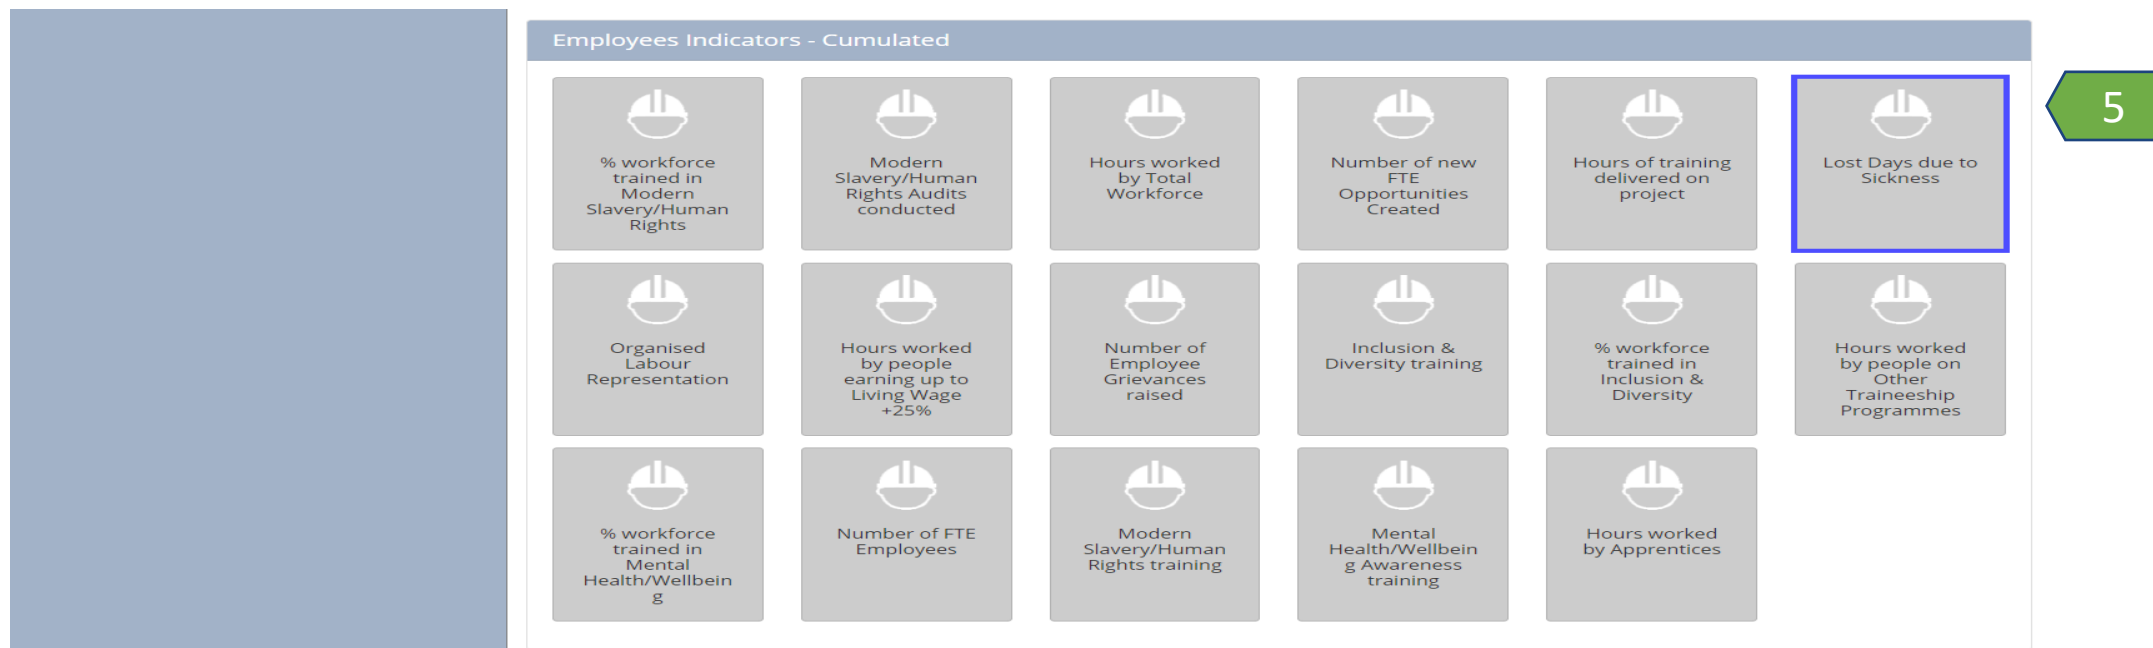 Employees Indicators - Cumulated
5
% workforce
trained in
Modern
Slavery/Human
Rights
Modern
Slavery/Human
Rights Audits
conducted
Hours worked
by Total
Workforce
Number of new
FTE
Opportunities
Created
Hours of training
delivered on
project
Lost Days due to
Sickness
Organised
Labour
Representation
Hours worked
by people
earning up to
Living Wage
+25%
Number of
Employee
Grievances
raised
Inclusion &
Diversity training
% workforce
trained in
Inclusion &
Diversity
Hours worked
by people on
Other
Traineeship
Programmes
% workforce
trained in
Mental
Health/Wellbein
g
Number of FTE
Employees
Modern
Slavery/Human
Rights training
Mental
Health/Wellbein
g Awareness
training
Hours worked
by Apprentices